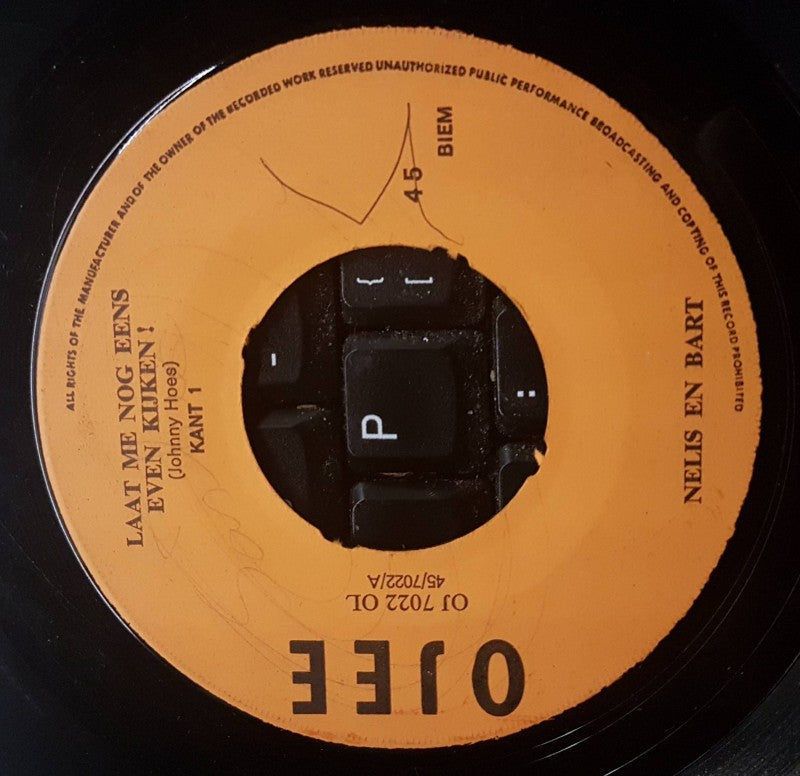 ALL RIGHTS OF THE MANUFACTURER AND OF THE OWNER OF THE RECORDED WORK RESERVED UNAUTHORIZED PUBLIC PERFORMANCE BROADCASTING AND COPYING OF THIS RECORD PROHIBITED
OJEE
OJ 7022 OL
45/7022/A
45
BIEM
LAAT ME NOG EENS
EVEN KIJKEN!
(Johnny Hoes)
KANT 1
NELIS EN BART
{
[
P
-
: